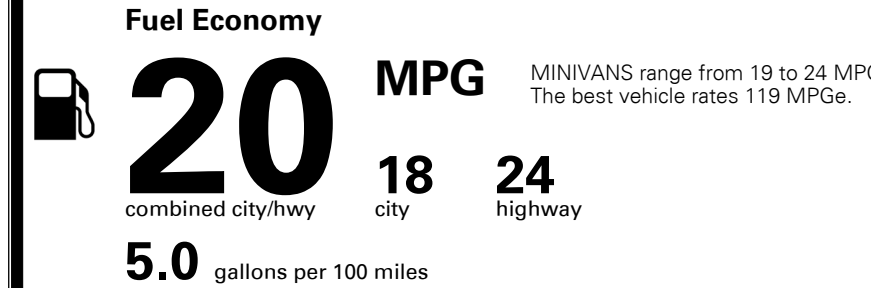 Fuel Economy
20
MPG
MINIVANS range from 19 to 24 MPG
The best vehicle rates 119 MPGe.
18
24
combined city/hwy
city
highway
5.0 gallons per 100 miles